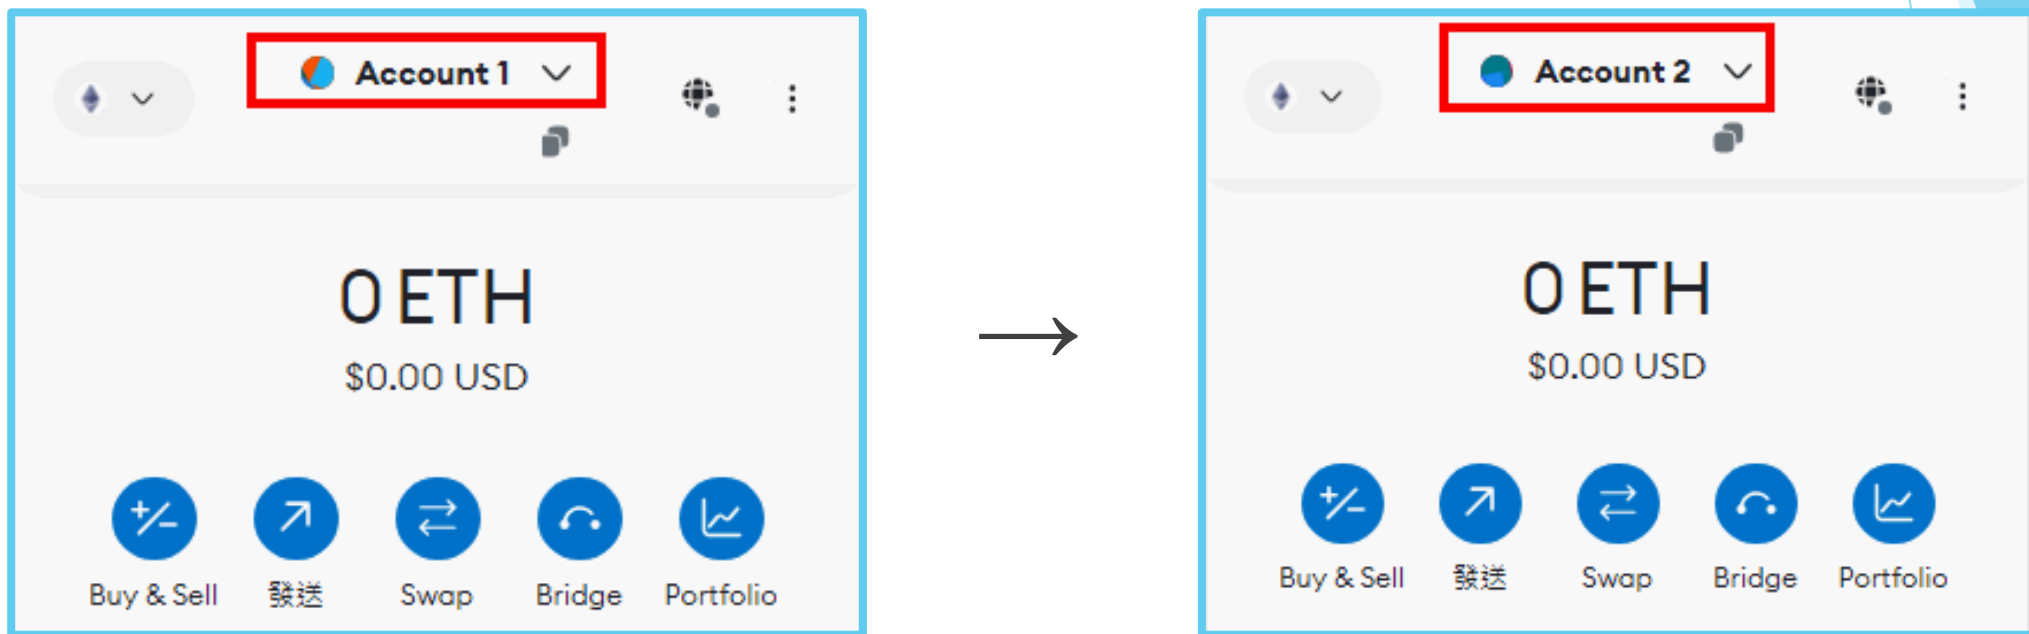 Account 1
0 ETH
$0.00 USD
Buy & Sell 發送 Swap Bridge Portfolio
→
Account 2
0 ETH
$0.00 USD
Buy & Sell 發送 Swap Bridge Portfolio